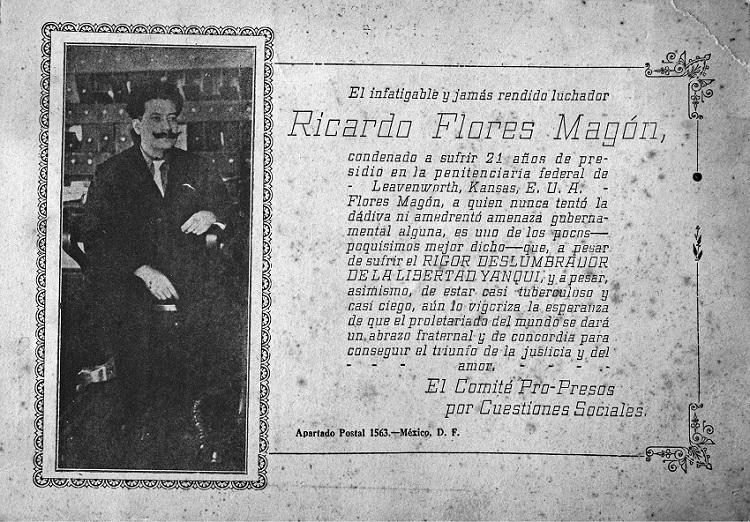 El infatigable y jamás rendido luchador
Ricardo Flores Magón,
condenado a sufrir 21 años de pre-
sidio en la penitenciaria federal de
- Leavenworth, Kansas, E. U. A. -
Flores Magón, a quien nunca tentó la
dádiva ni amedrentó amenaza guberna-
mental alguna, es uno de los pocos—
poquísimos mejor dicho—que, a pesar
de sufrir el RIGOR DESLUMBRADOR
DE LA LIBERTAD YANQUI, y a pesar,
asimismo, de estar casi tuberculoso y
casi ciego, aún lo vigoriza la esperanza
de que el proletariado del mundo se dará
un abrazo fraternal y de concordia para
conseguir el triunfo de la justicia y del
- - - - amor. - - - - -
El Comité Pro-Presos
por Cuestiones Sociales.
Apartado Postal 1563.—México, D. F.